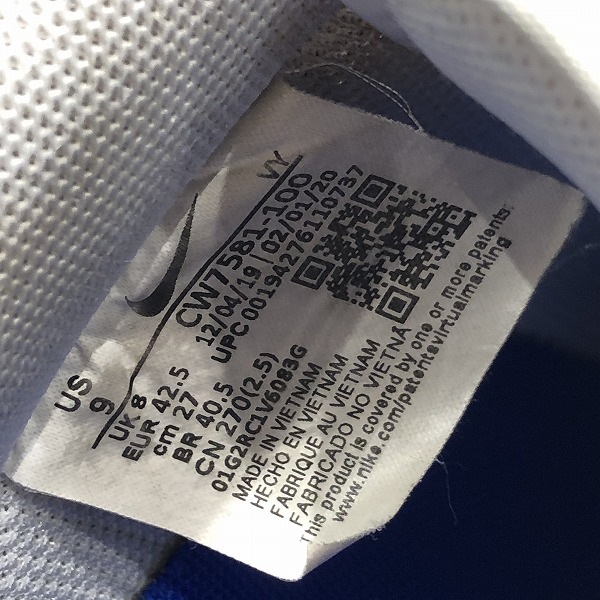 VY
CW7581-100
12/04/19 | 02/01/20
UPC 00194276110737
US
9
UK 8
EUR 42.5
cm 27
BR 40.5
CN 270(2.5)
01G2RC1V6083G
MADE IN VIETNAM
HECHO EN VIETNAM
FABRIQUE AU VIETNAM
FABRICADO NO VIETNÃ
This product is covered by one or more patents:
www.nike.com/patentsvirtualmarking